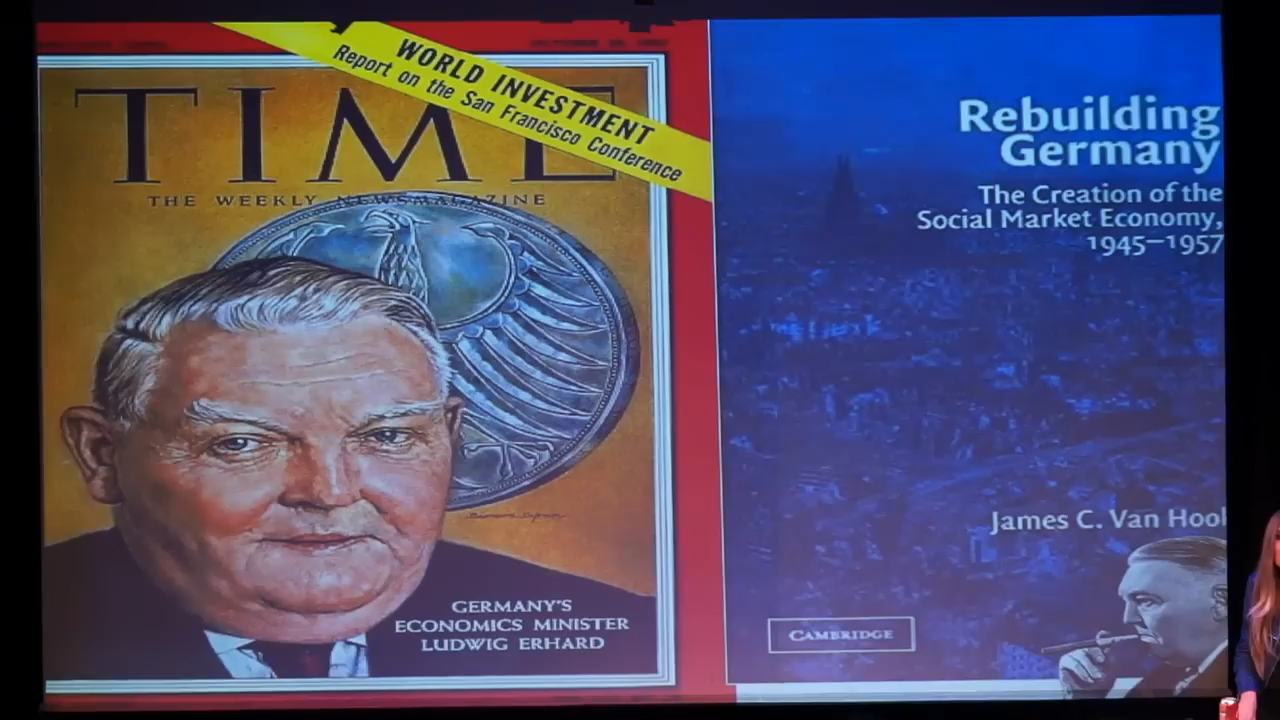 WORLD INVESTMENT
Report on the San Francisco Conference
TIME
THE WEEKLY NEWSMAGAZINE
GERMANY'S
ECONOMICS MINISTER
LUDWIG ERHARD
Rebuilding
Germany
The Creation of the
Social Market Economy,
1945–1957
James C. Van Hook
CAMBRIDGE